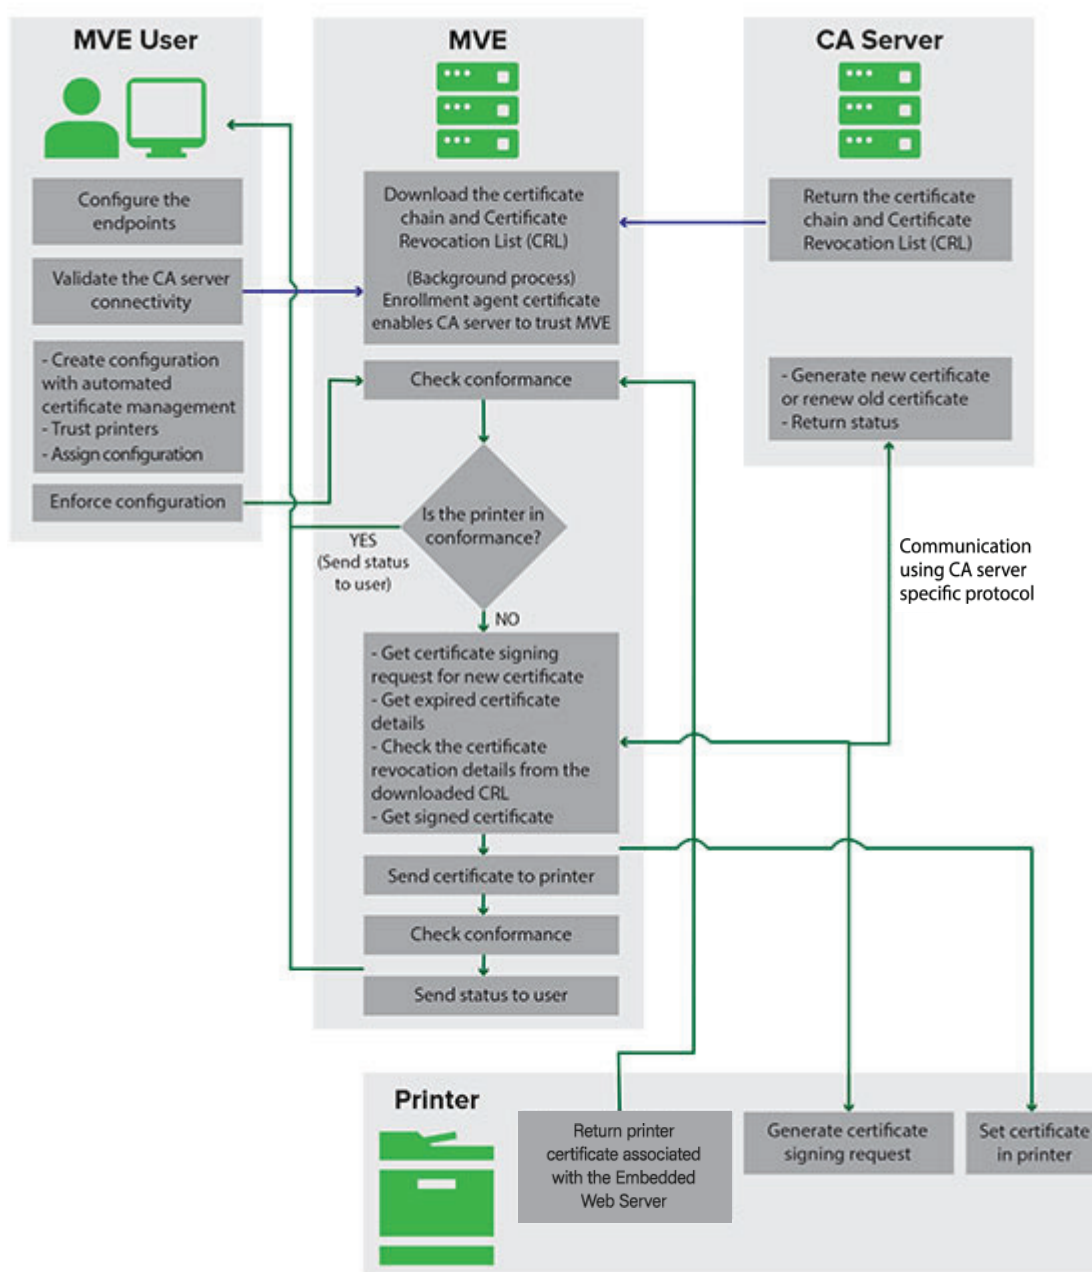 MVE User
Configure the
endpoints
Validate the CA server
connectivity
- Create configuration
with automated
certificate management
- Trust printers
- Assign configuration
Enforce configuration
MVE
Download the certificate
chain and Certificate
Revocation List (CRL)
(Background process)
Enrollment agent certificate
enables CA server to trust MVE
Check conformance
Is the printer in
conformance?
YES
(Send status
to user)
NO
- Get certificate signing
request for new certificate
- Get expired certificate
details
- Check the certificate
revocation details from the
downloaded CRL
- Get signed certificate
Send certificate to printer
Check conformance
Send status to user
CA Server
Return the certificate
chain and Certificate
Revocation List (CRL)
- Generate new certificate
or renew old certificate
- Return status
Communication
using CA server
specific protocol
Printer
Return printer
certificate associated
with the Embedded
Web Server
Generate certificate
signing request
Set certificate
in printer